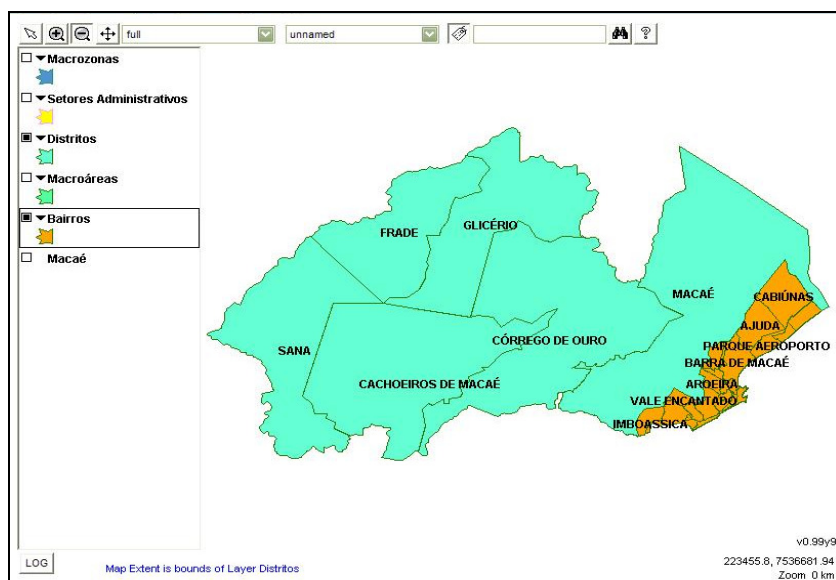 full unnamed ?
Macrozonas
Setores Administrativos
Distritos
Macroáreas
Bairros
Macaé
FRADE
GLICÉRIO
MACAÉ
CABIÚNAS
AJUDA
PARQUE AEROPORTO
CÓRREGO DE OURO
SANA
BARRA DE MACAÉ
CACHOEIROS DE MACAÉ
AROEIRA
VALE ENCANTADO
IMBOASSICA
v0.99y9
LOG
Map Extent is bounds of Layer Distritos
223455.8, 7536681.94
Zoom 0 km